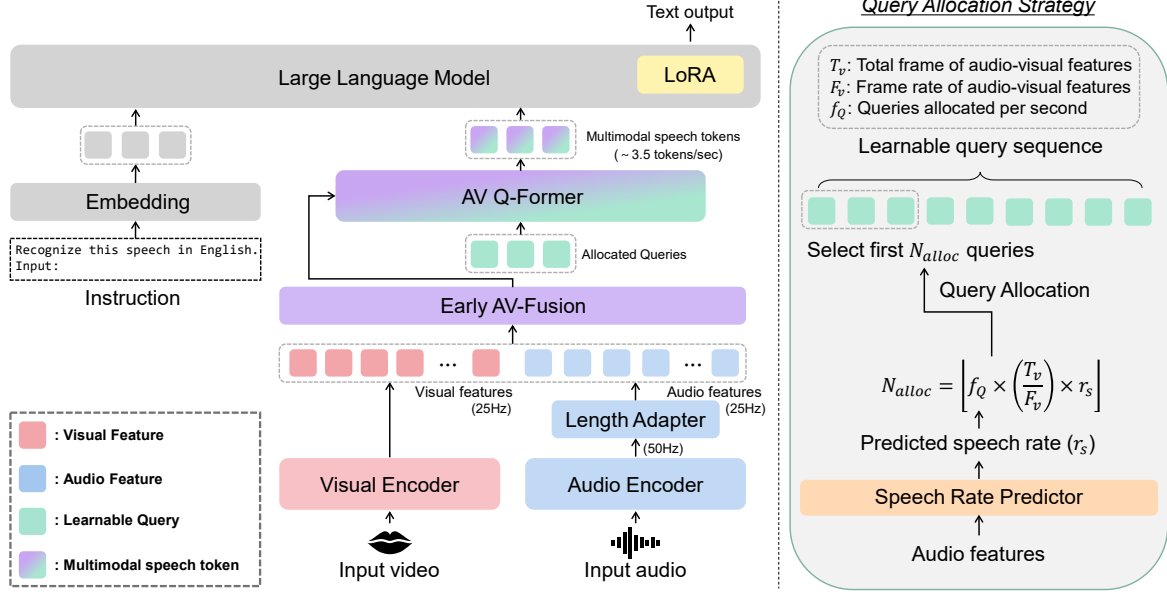 Text output
Large Language Model
LoRA
Multimodal speech tokens
(~3.5 tokens/sec)
Embedding
AV Q-Former
Recognize this speech in English.
Input:
Allocated Queries
Instruction
Early AV-Fusion
...
...
Visual features
(25Hz)
Audio features
(25Hz)
Length Adapter
(50Hz)
Visual Encoder
Audio Encoder
Input video
Input audio
: Visual Feature
: Audio Feature
: Learnable Query
: Multimodal speech token
Query Allocation Strategy
T_v: Total frame of audio-visual features
F_v: Frame rate of audio-visual features
f_Q: Queries allocated per second
Learnable query sequence
Select first N_alloc queries
Query Allocation
N_alloc = ⌊f_Q × (T_v/F_v) × r_s⌋
Predicted speech rate (r_s)
Speech Rate Predictor
Audio features